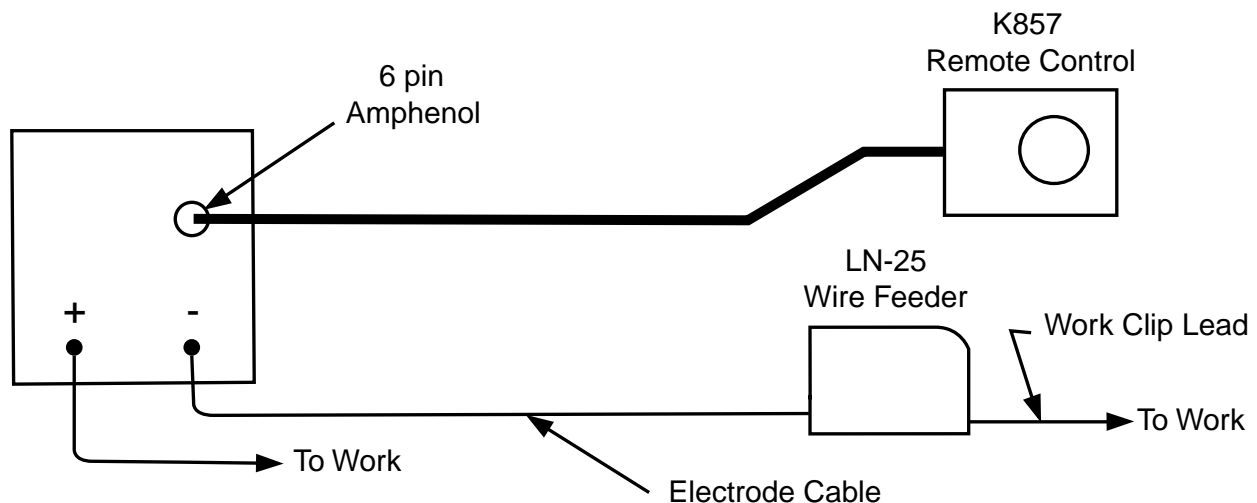 K857
Remote Control
6 pin
Amphenol
LN-25
Wire Feeder
+
-
Work Clip Lead
To Work
To Work
Electrode Cable